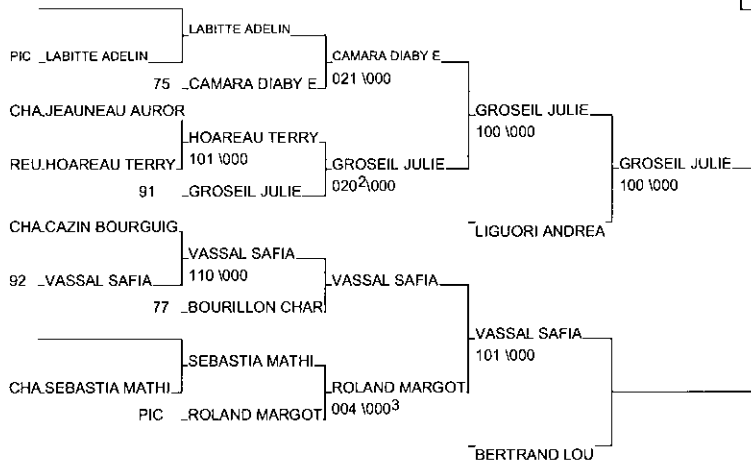 LABITTE ADELIN
PIC LABITTE ADELIN
CAMARA DIABY E
75 CAMARA DIABY E
021 \000
CHA.JEAUNEAU AUROR
GROSEIL JULIE
100 \000
HOAREAU TERRY
101 \000
REU.HOAREAU TERRY
GROSEIL JULIE
020²\000
GROSEIL JULIE
100 \000
91 GROSEIL JULIE
CHA.CAZIN BOURGUIG
LIGUORI ANDREA
VASSAL SAFIA
110 \000
92 VASSAL SAFIA
VASSAL SAFIA
77 BOURILLON CHAR
VASSAL SAFIA
101 \000
SEBASTIA MATHI
CHA.SEBASTIA MATHI
ROLAND MARGOT
004 \000³
PIC ROLAND MARGOT
BERTRAND LOU